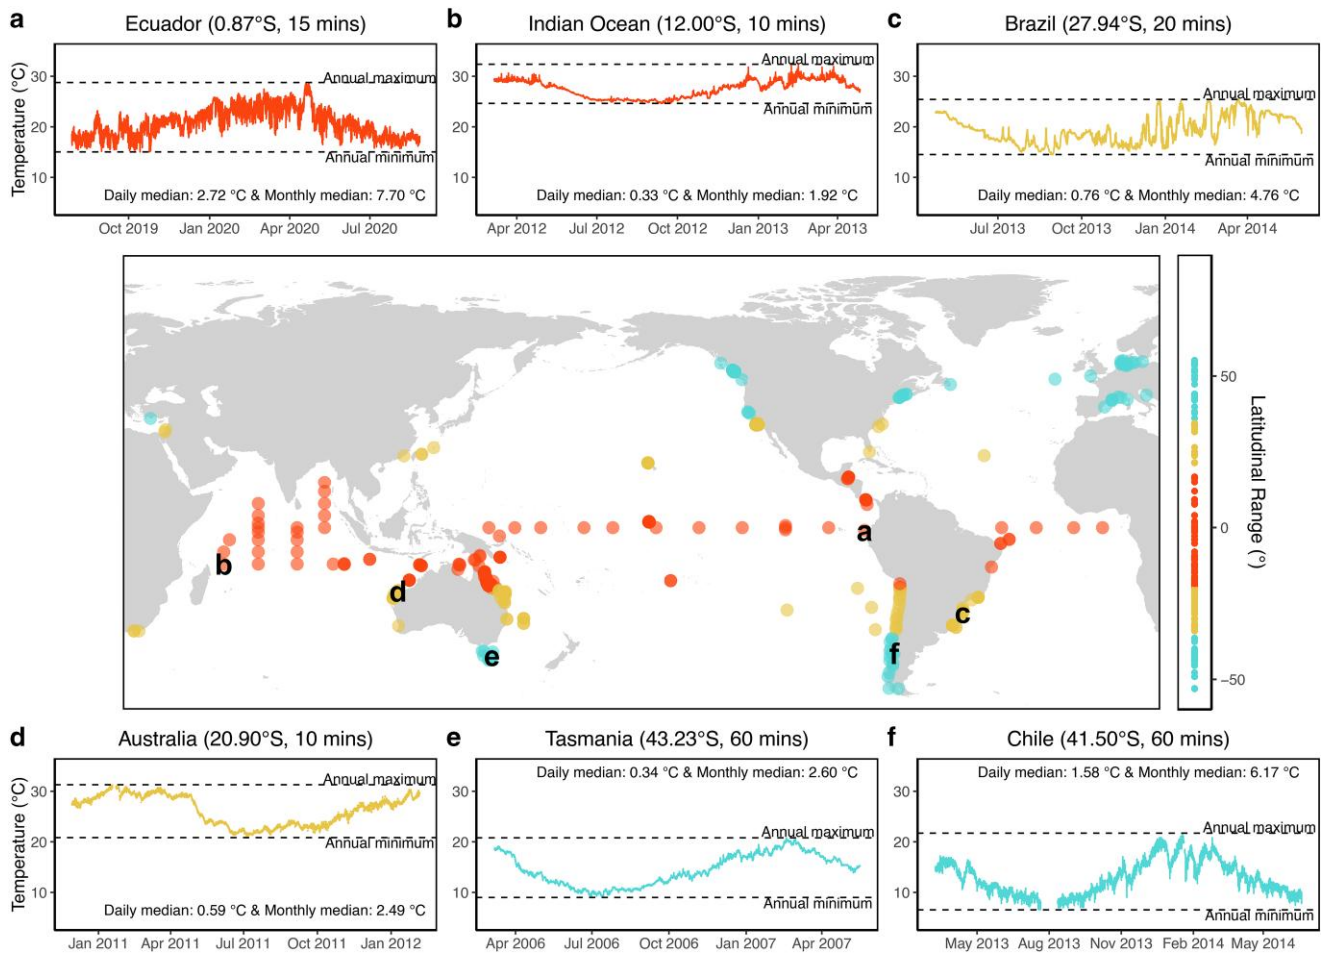 a Ecuador (0.87°S, 15 mins)
Temperature (°C)
30
20
10
Annual maximum
Annual minimum
Daily median: 2.72 °C & Monthly median: 7.70 °C
Oct 2019 Jan 2020 Apr 2020 Jul 2020
b Indian Ocean (12.00°S, 10 mins)
30
20
10
Annual maximum
Annual minimum
Daily median: 0.33 °C & Monthly median: 1.92 °C
Apr 2012 Jul 2012 Oct 2012 Jan 2013 Apr 2013
c Brazil (27.94°S, 20 mins)
30
20
10
Annual maximum
Annual minimum
Daily median: 0.76 °C & Monthly median: 4.76 °C
Jul 2013 Oct 2013 Jan 2014 Apr 2014
a
b
d
c
e
f
50
0
−50
Latitudinal Range (°)
d Australia (20.90°S, 10 mins)
Temperature (°C)
30
20
10
Annual maximum
Annual minimum
Daily median: 0.59 °C & Monthly median: 2.49 °C
Jan 2011 Apr 2011 Jul 2011 Oct 2011 Jan 2012
e Tasmania (43.23°S, 60 mins)
Daily median: 0.34 °C & Monthly median: 2.60 °C
30
20
10
Annual maximum
Annual minimum
Apr 2006 Jul 2006 Oct 2006 Jan 2007 Apr 2007
f Chile (41.50°S, 60 mins)
Daily median: 1.58 °C & Monthly median: 6.17 °C
30
20
10
Annual maximum
Annual minimum
May 2013 Aug 2013 Nov 2013 Feb 2014 May 2014